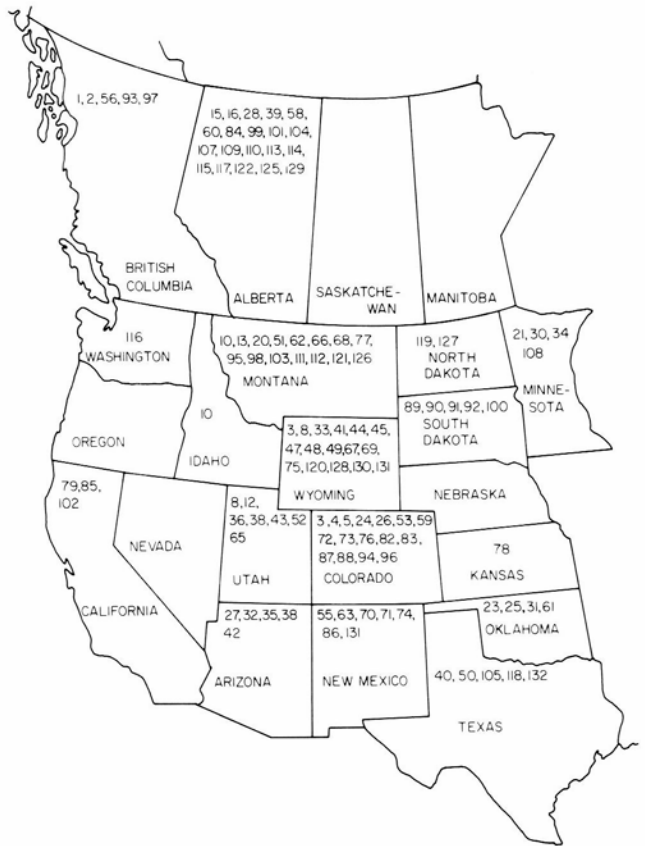 1, 2, 56, 93, 97
BRITISH
COLUMBIA
15, 16, 28, 39, 58,
60, 84, 99, 101, 104,
107, 109, 110, 113, 114,
115, 117, 122, 125, 129
ALBERTA
SASKATCHE-
WAN
MANITOBA
116
WASHINGTON
10, 13, 20, 51, 62, 66, 68, 77,
95, 98, 103, 111, 112, 121, 126
MONTANA
119, 127
NORTH
DAKOTA
21, 30, 34
108
MINNE-
SOTA
OREGON
10
IDAHO
3, 8, 33, 41, 44, 45,
47, 48, 49, 67, 69,
75, 120, 128, 130, 131
WYOMING
89, 90, 91, 92, 100
SOUTH
DAKOTA
NEBRASKA
79, 85,
102
CALIFORNIA
NEVADA
8, 12,
36, 38, 43, 52
65
UTAH
3, 4, 5, 24, 26, 53, 59
72, 73, 76, 82, 83,
87, 88, 94, 96
COLORADO
78
KANSAS
27, 32, 35, 38
42
ARIZONA
55, 63, 70, 71, 74,
86, 131
NEW MEXICO
23, 25, 31, 61
OKLAHOMA
40, 50, 105, 118, 132
TEXAS